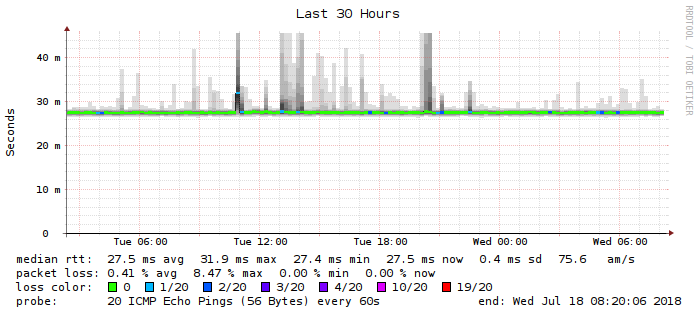 Last 30 Hours
RRDTOOL / TOBI OETIKER
Seconds
40 m
30 m
20 m
10 m
0
Tue 06:00 Tue 12:00 Tue 18:00 Wed 00:00 Wed 06:00
median rtt: 27.5 ms avg 31.9 ms max 27.4 ms min 27.5 ms now 0.4 ms sd 75.6 am/s
packet loss: 0.41 % avg 8.47 % max 0.00 % min 0.00 % now
loss color: 0 1/20 2/20 3/20 4/20 10/20 19/20
probe: 20 ICMP Echo Pings (56 Bytes) every 60s end: Wed Jul 18 08:20:06 2018